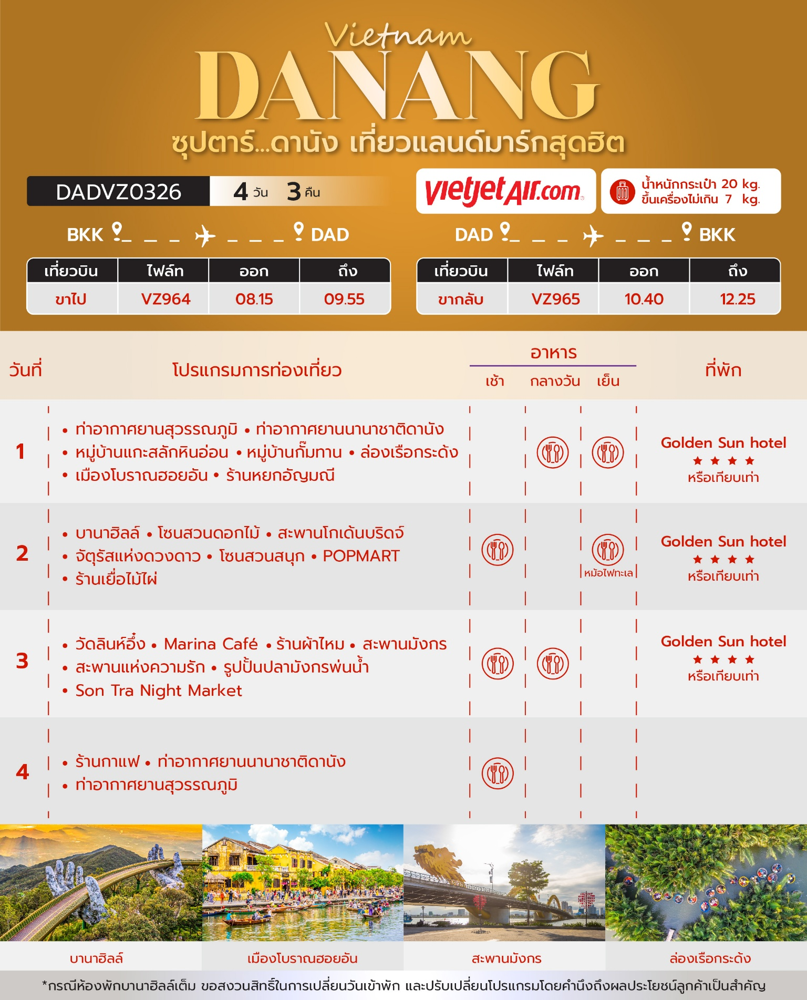 Vietnam
DANANG
ซุปตาร์...ดานัง เที่ยวแลนด์มาร์กสุดฮิต
DADVZ0326 4 วัน 3 คืน
vietjetAir.com
น้ำหนักกระเป๋า 20 kg.
ขึ้นเครื่องไม่เกิน 7 kg.
BKK DAD
DAD BKK
เที่ยวบิน ไฟล์ท ออก ถึง
ขาไป VZ964 08.15 09.55
เที่ยวบิน ไฟล์ท ออก ถึง
ขากลับ VZ965 10.40 12.25
วันที่ โปรแกรมการท่องเที่ยว อาหาร ที่พัก
เช้า กลางวัน เย็น
1
• ท่าอากาศยานสุวรรณภูมิ • ท่าอากาศยานนานาชาติดานัง
• หมู่บ้านแกะสลักหินอ่อน • หมู่บ้านกั๊มทาน • ล่องเรือกระด้ง
• เมืองโบราณฮอยอัน • ร้านหยกอัญมณี
Golden Sun hotel
หรือเทียบเท่า
2
• บานาฮิลล์ • โซนสวนดอกไม้ • สะพานโกเด้นบริดจ์
• จัตุรัสแห่งดวงดาว • โซนสวนสนุก • POPMART
• ร้านเยื่อไม้ไผ่
หม้อไฟทะเล
Golden Sun hotel
หรือเทียบเท่า
3
• วัดลินห์อึ๋ง • Marina Café • ร้านผ้าไหม • สะพานมังกร
• สะพานแห่งความรัก • รูปปั้นปลามังกรพ่นน้ำ
• Son Tra Night Market
Golden Sun hotel
หรือเทียบเท่า
4
• ร้านกาแฟ • ท่าอากาศยานนานาชาติดานัง
• ท่าอากาศยานสุวรรณภูมิ
บานาฮิลล์ เมืองโบราณฮอยอัน สะพานมังกร ล่องเรือกระด้ง
*กรณีห้องพักบานาฮิลล์เต็ม ขอสงวนสิทธิ์ในการเปลี่ยนวันเข้าพัก และปรับเปลี่ยนโปรแกรมโดยคำนึงถึงผลประโยชน์ลูกค้าเป็นสำคัญ